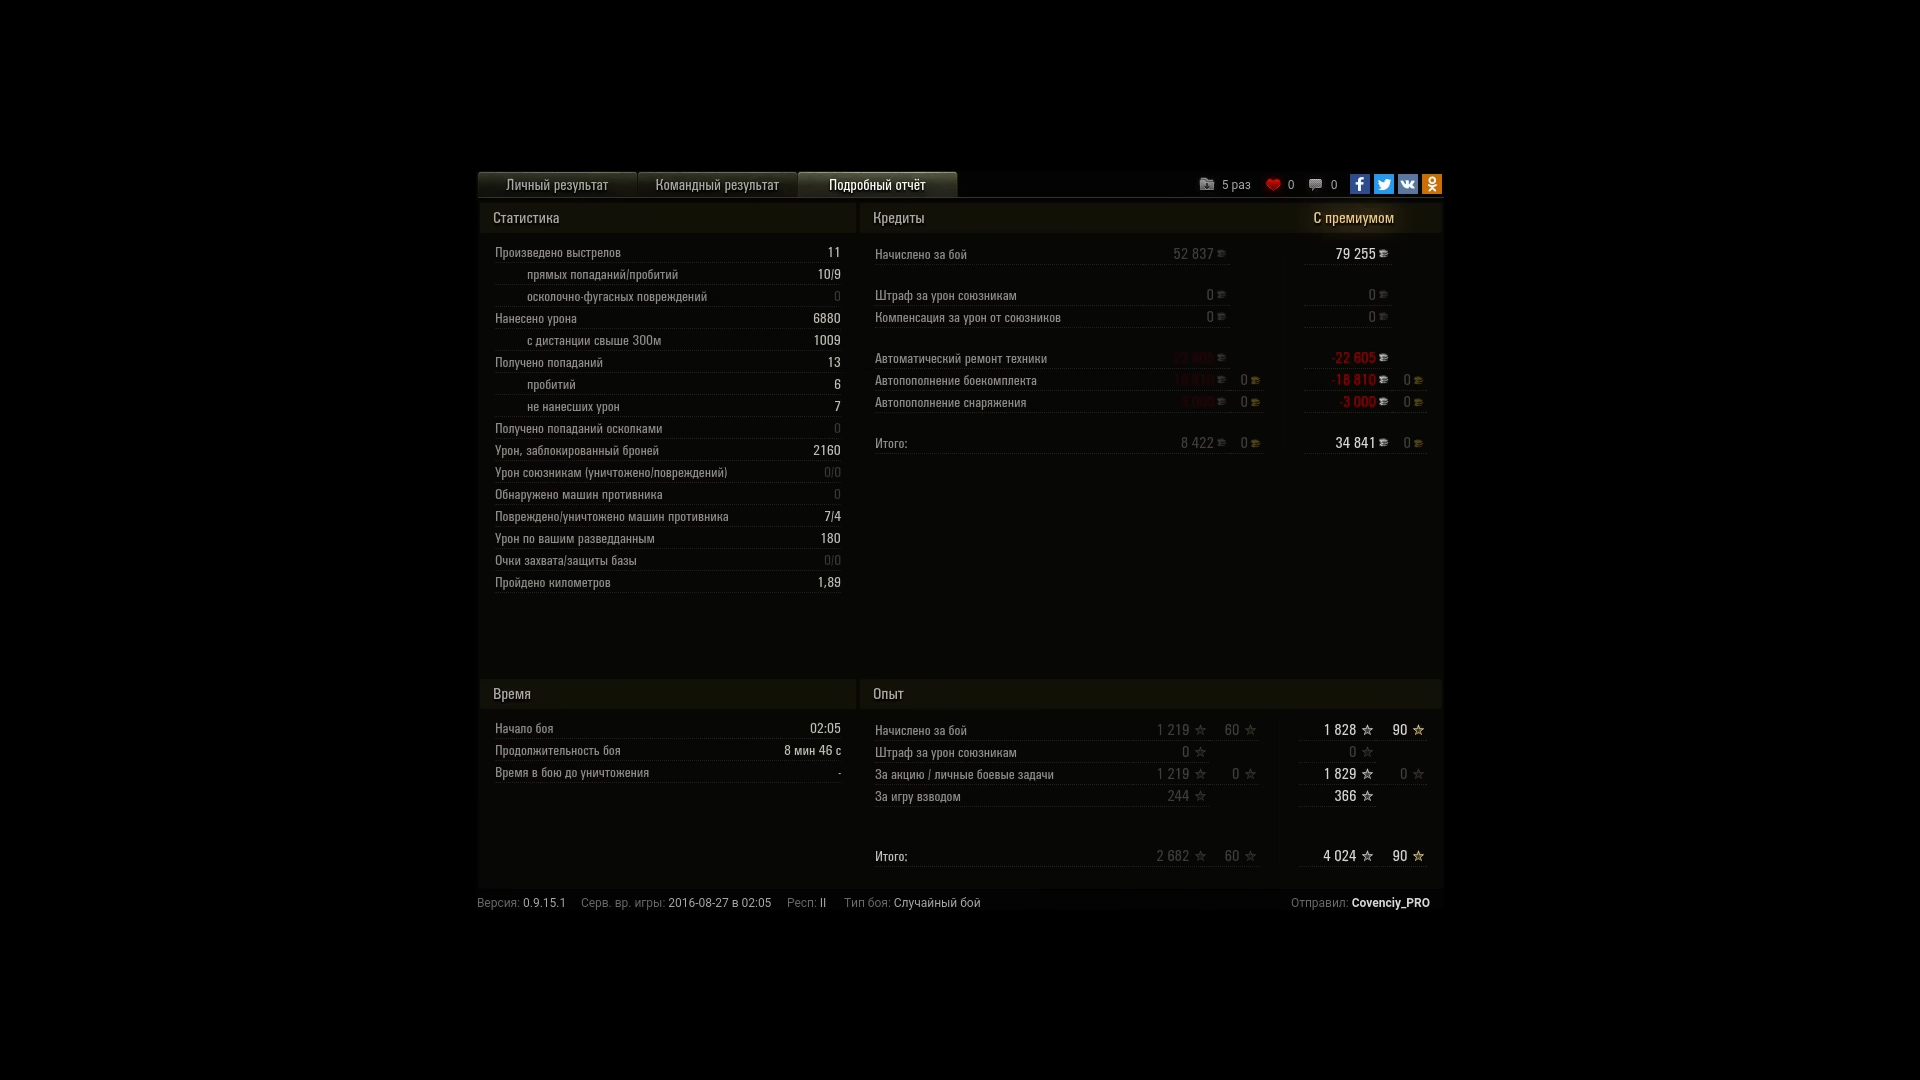 Личный результат Командный результат Подробный отчёт 5 раз 0 0
Статистика
Произведено выстрелов 11
прямых попаданий/пробитий 10/9
осколочно-фугасных повреждений 0
Нанесено урона 6880
с дистанции свыше 300м 1009
Получено попаданий 13
пробитий 6
не нанесших урон 7
Получено попаданий осколками 0
Урон, заблокированный броней 2160
Урон союзникам (уничтожено/повреждений) 0/0
Обнаружено машин противника 0
Повреждено/уничтожено машин противника 7/4
Урон по вашим разведданным 180
Очки захвата/защиты базы 0/0
Пройдено километров 1,89
Кредиты С премиумом
Начислено за бой 52 837 79 255
Штраф за урон союзникам 0 0
Компенсация за урон от союзников 0 0
Автоматический ремонт техники -22 605
Автопополнение боекомплекта 0 -18 810 0
Автопополнение снаряжения 0 -3 000 0
Итого: 8 422 0 34 841 0
Время
Начало боя 02:05
Продолжительность боя 8 мин 46 с
Время в бою до уничтожения -
Опыт
Начислено за бой 1 219 60 1 828 90
Штраф за урон союзникам 0 0
За акцию / личные боевые задачи 1 219 0 1 829 0
За игру взводом 244 366
Итого: 2 682 60 4 024 90
Версия: 0.9.15.1 Серв. вр. игры: 2016-08-27 в 02:05 Респ: II Тип боя: Случайный бой Отправил: Covenciy_PRO